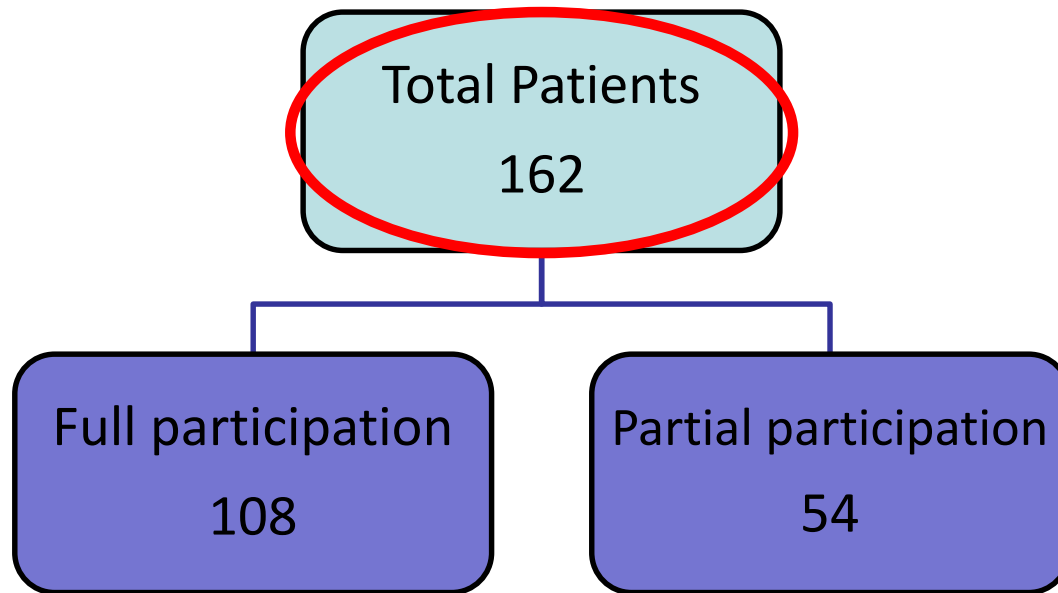 Total Patients
162
Full participation
108
Partial participation
54